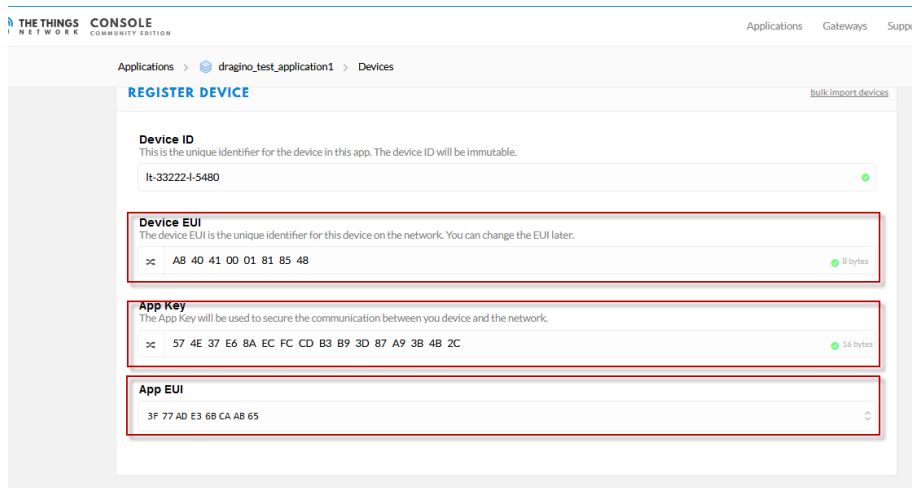 THE THINGS CONSOLE
NETWORK COMMUNITY EDITION
Applications Gateways Suppo
Applications > dragino_test_application1 > Devices
REGISTER DEVICE
bulk import devices
Device ID
This is the unique identifier for the device in this app. The device ID will be immutable.
lt-33222-l-5480
Device EUI
The device EUI is the unique identifier for this device on the network. You can change the EUI later.
A8 40 41 00 01 81 85 48
8 bytes
App Key
The App Key will be used to secure the communication between you device and the network.
57 4E 37 E6 8A EC FC CD B3 B9 3D 87 A9 3B 4B 2C
16 bytes
App EUI
3F 77 AD E3 6B CA AB 65